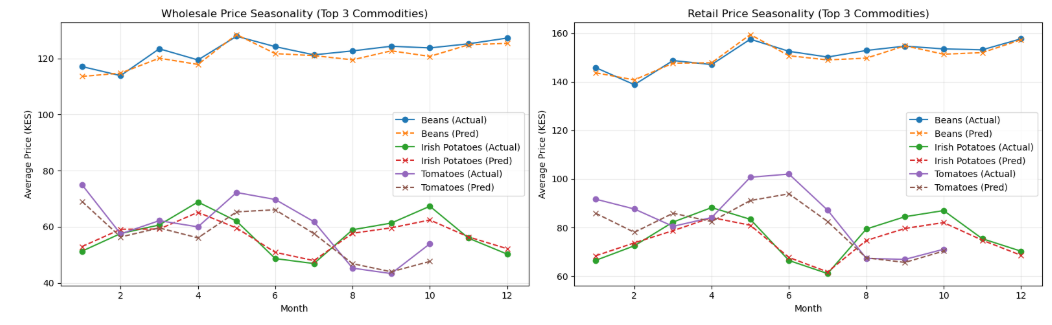 Wholesale Price Seasonality (Top 3 Commodities)
Average Price (KES)
120
100
80
60
40
Beans (Actual)
Beans (Pred)
Irish Potatoes (Actual)
Irish Potatoes (Pred)
Tomatoes (Actual)
Tomatoes (Pred)
2 4 6 8 10 12
Month
Retail Price Seasonality (Top 3 Commodities)
Average Price (KES)
160
140
120
100
80
60
Beans (Actual)
Beans (Pred)
Irish Potatoes (Actual)
Irish Potatoes (Pred)
Tomatoes (Actual)
Tomatoes (Pred)
2 4 6 8 10 12
Month